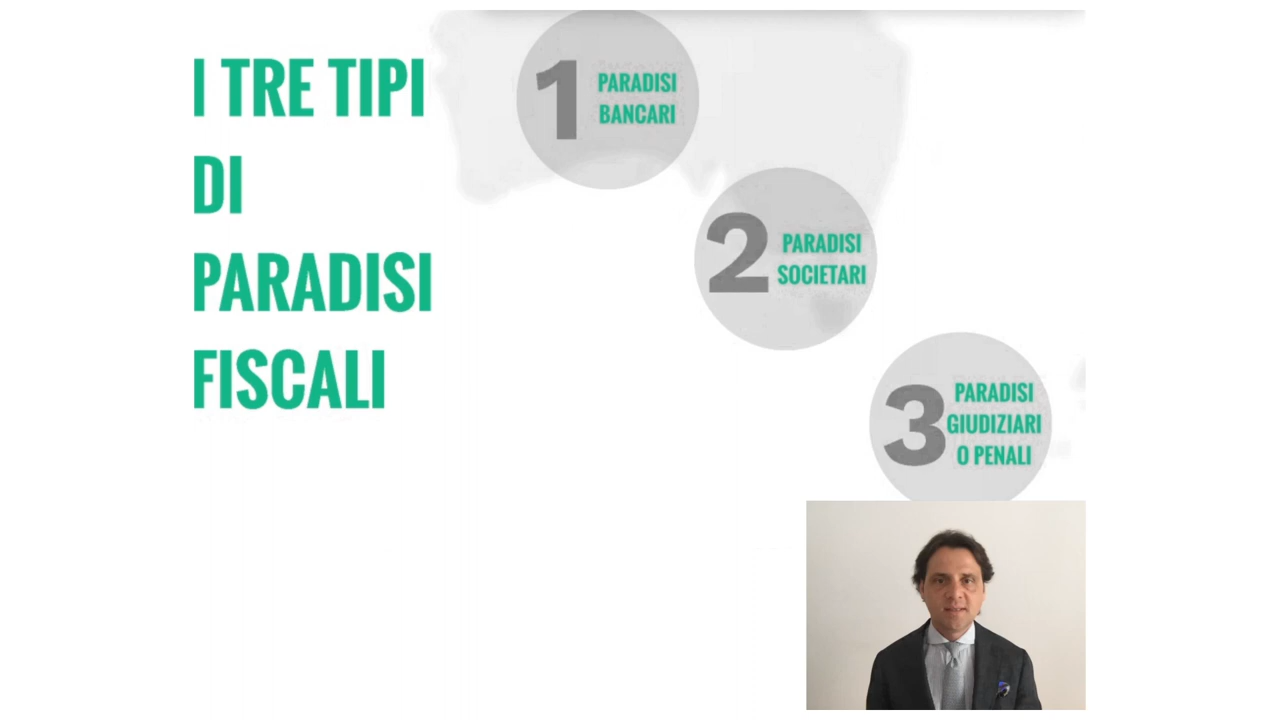 I TRE TIPI
DI
PARADISI
FISCALI
1
PARADISI
BANCARI
2
PARADISI
SOCIETARI
3
PARADISI
GIUDIZIARI
O PENALI